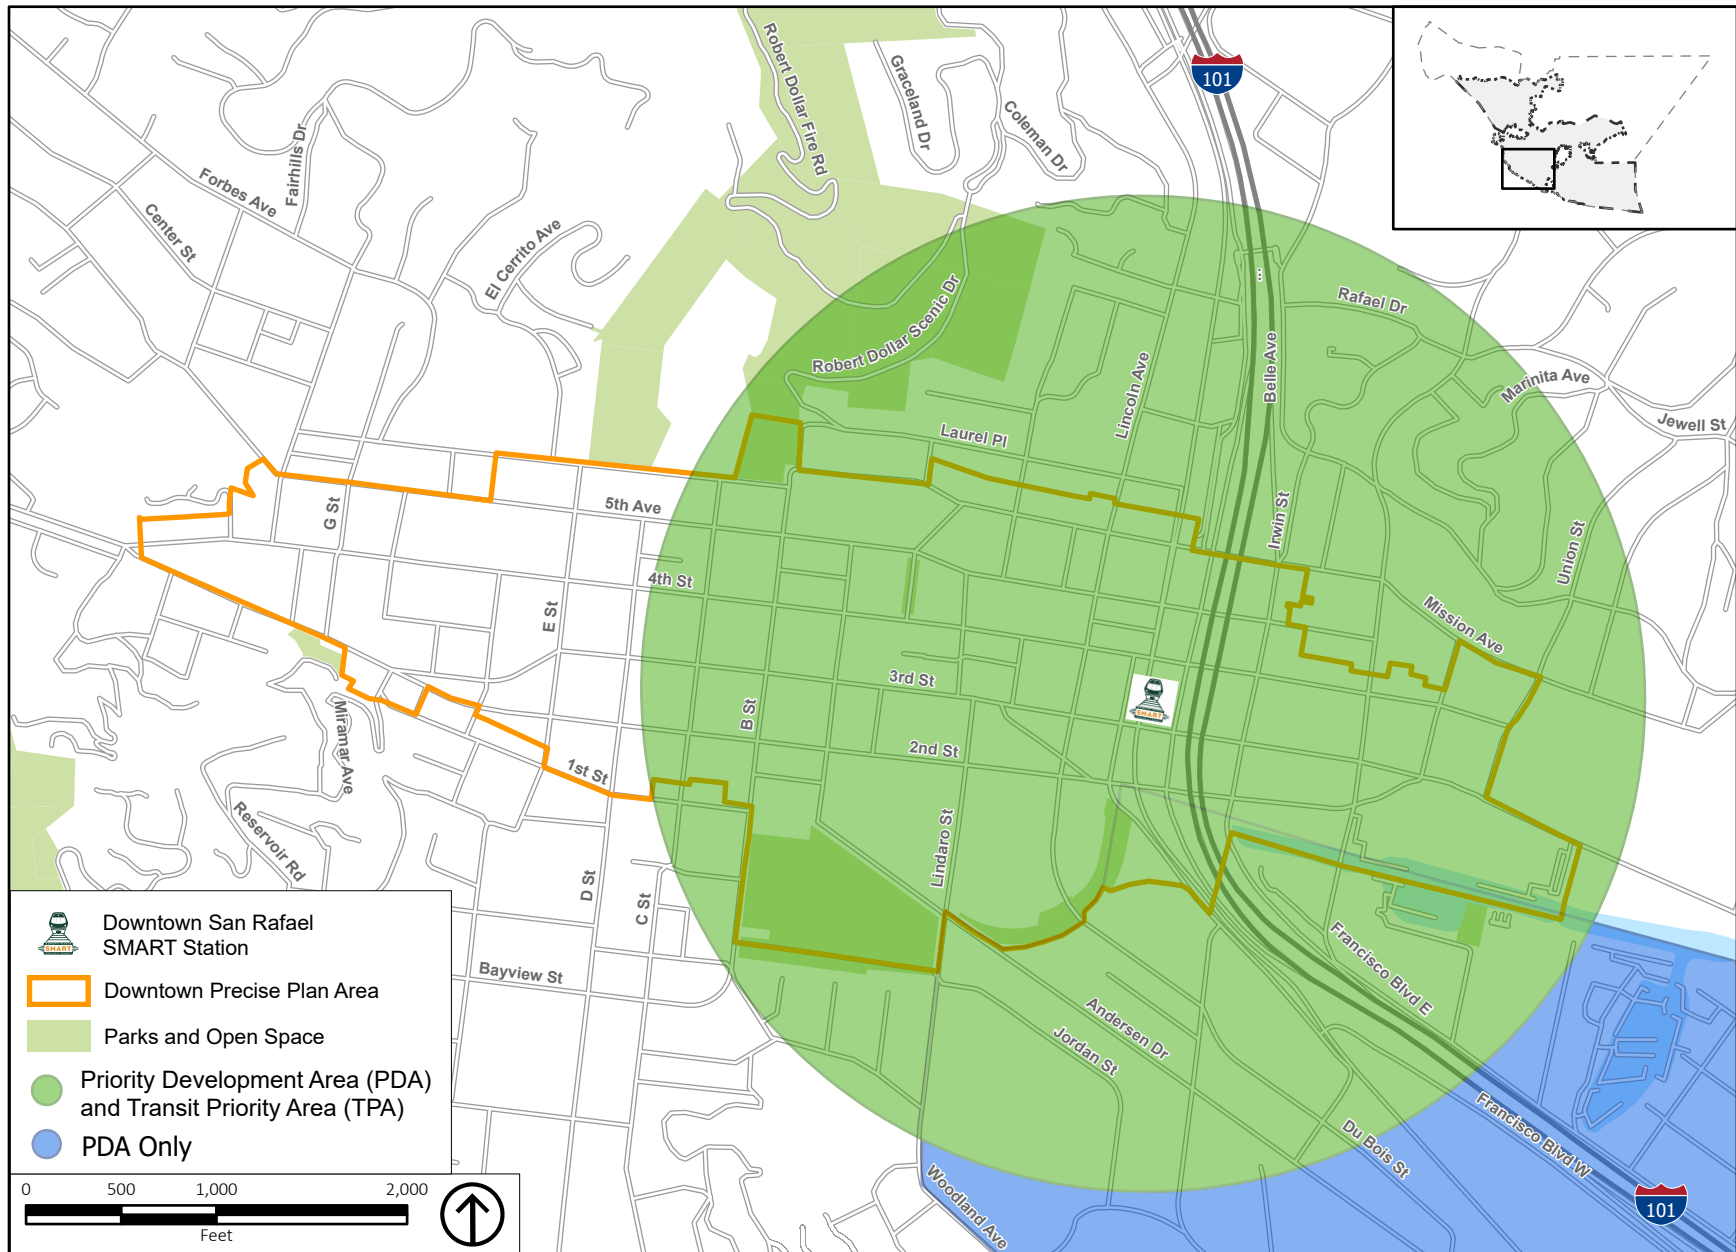 101
Robert Dollar Fire Rd
Graceland Dr
Coleman Dr
Fairhills Dr
Forbes Ave
Center St
El Cerrito Ave
...
Rafael Dr
Robert Dollar Scenic Dr
Lincoln Ave
Belle Ave
Marinita Ave
Jewell St
Laurel Pl
G St
5th Ave
Irwin St
Union St
4th St
E St
Mission Ave
3rd St
SMART
B St
Miramar Ave
2nd St
1st St
Reservoir Rd
Lindaro St
D St
C St
Bayview St
Francisco Blvd E
Andersen Dr
Jordan St
Du Bois St
Francisco Blvd W
Woodland Ave
101
SMART
Downtown San Rafael
SMART Station
Downtown Precise Plan Area
Parks and Open Space
Priority Development Area (PDA)
and Transit Priority Area (TPA)
PDA Only
0 500 1,000 2,000
Feet